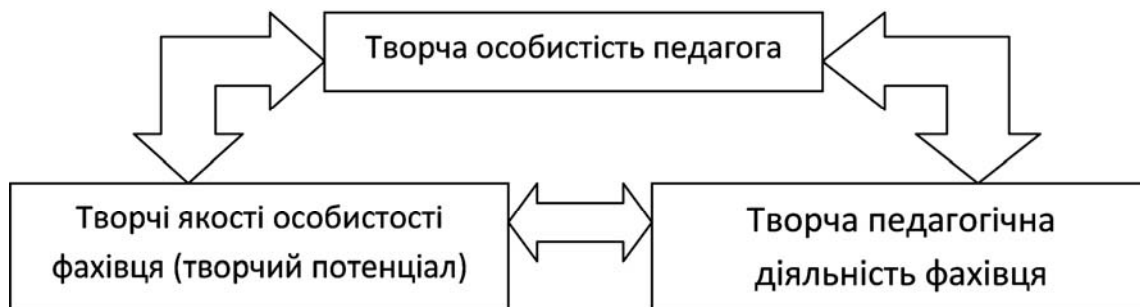 Творча особистість педагога
Творчі якості особистості
фахівця (творчий потенціал)
Творча педагогічна
діяльність фахівця